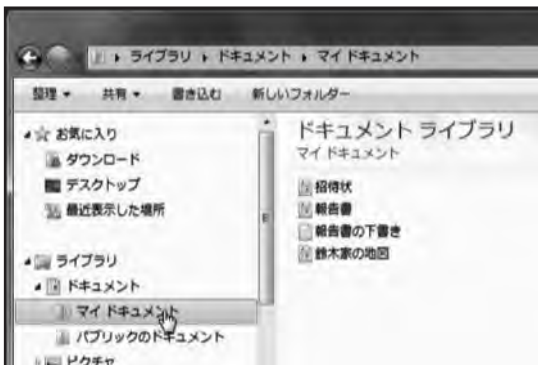 ライブラリ ▸ ドキュメント ▸ マイ ドキュメント
整理 ▾ 共有 ▾ 書き込む 新しいフォルダー
お気に入り
ダウンロード
デスクトップ
最近表示した場所
ライブラリ
ドキュメント
マイ ドキュメント
パブリックのドキュメント
ピクチャ
ドキュメント ライブラリ
マイ ドキュメント
招待状
報告書
報告書の下書き
鈴木家の地図